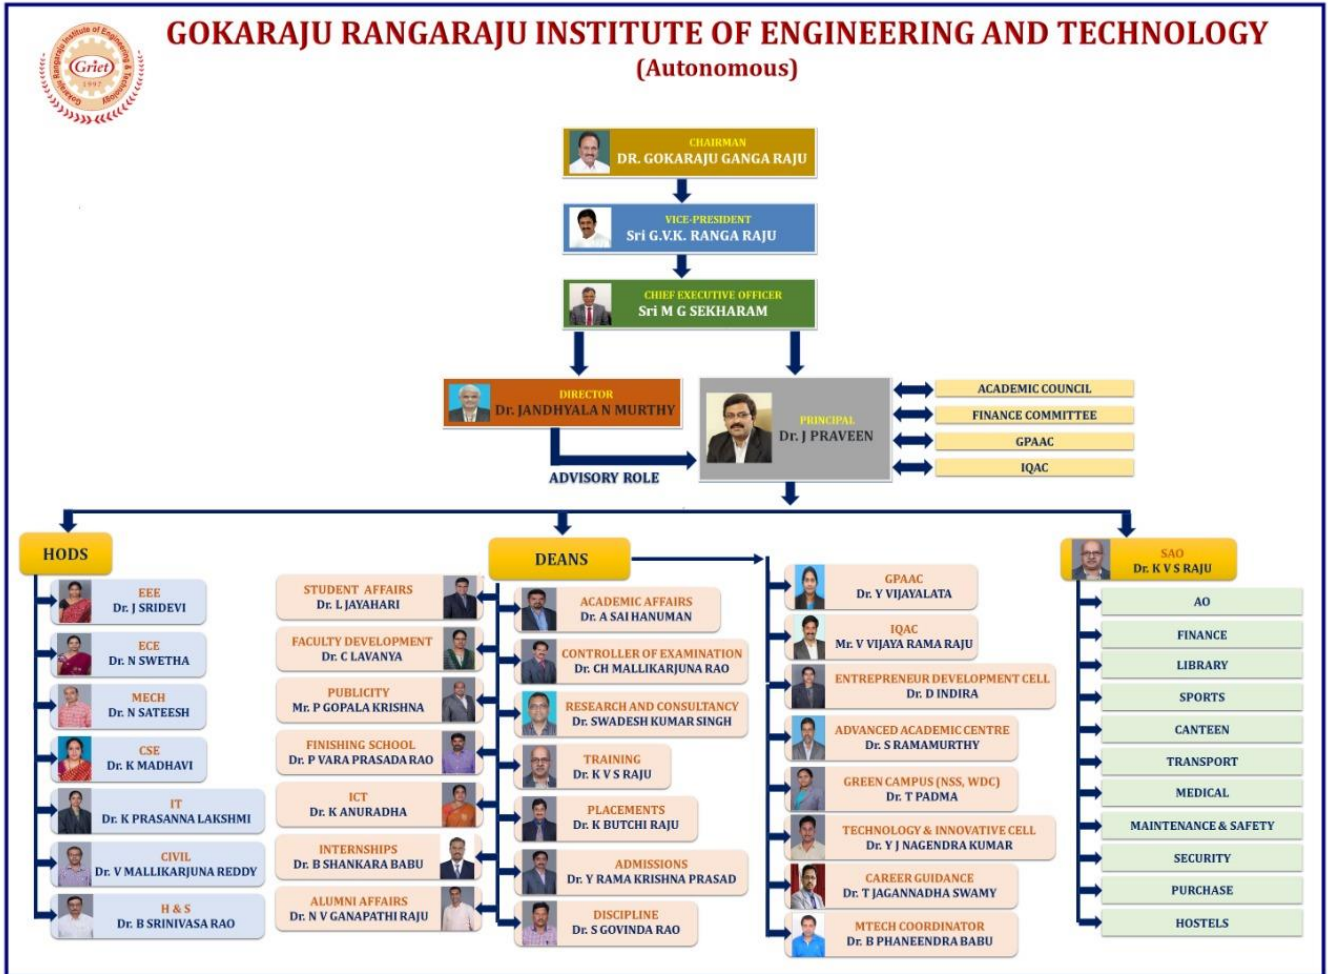 GOKARAJU RANGARAJU INSTITUTE OF ENGINEERING AND TECHNOLOGY
(Autonomous)
Gokaraju Rangaraju Institute of Engineering & Technology
Griet
1997
CHAIRMAN
DR. GOKARAJU GANGA RAJU
VICE-PRESIDENT
Sri G.V.K. RANGA RAJU
CHIEF EXECUTIVE OFFICER
Sri M G SEKHARAM
DIRECTOR
Dr. JANDHYALA N MURTHY
PRINCIPAL
Dr. J PRAVEEN
ADVISORY ROLE
ACADEMIC COUNCIL
FINANCE COMMITTEE
GPAAC
IQAC
HODS
EEE
Dr. J SRIDEVI
ECE
Dr. N SWETHA
MECH
Dr. N SATEESH
CSE
Dr. K MADHAVI
IT
Dr. K PRASANNA LAKSHMI
CIVIL
Dr. V MALLIKARJUNA REDDY
H & S
Dr. B SRINIVASA RAO
DEANS
STUDENT AFFAIRS
Dr. L JAYAHARI
FACULTY DEVELOPMENT
Dr. C LAVANYA
PUBLICITY
Mr. P GOPALA KRISHNA
FINISHING SCHOOL
Dr. P VARA PRASADA RAO
ICT
Dr. K ANURADHA
INTERNSHIPS
Dr. B SHANKARA BABU
ALUMNI AFFAIRS
Dr. N V GANAPATHI RAJU
ACADEMIC AFFAIRS
Dr. A SAI HANUMAN
CONTROLLER OF EXAMINATION
Dr. CH MALLIKARJUNA RAO
RESEARCH AND CONSULTANCY
Dr. SWADESH KUMAR SINGH
TRAINING
Dr. K V S RAJU
PLACEMENTS
Dr. K BUTCHI RAJU
ADMISSIONS
Dr. Y RAMA KRISHNA PRASAD
DISCIPLINE
Dr. S GOVINDA RAO
GPAAC
Dr. Y VIJAYALATA
IQAC
Mr. V VIJAYA RAMA RAJU
ENTREPRENEUR DEVELOPMENT CELL
Dr. D INDIRA
ADVANCED ACADEMIC CENTRE
Dr. S RAMAMURTHY
GREEN CAMPUS (NSS, WDC)
Dr. T PADMA
TECHNOLOGY & INNOVATIVE CELL
Dr. Y J NAGENDRA KUMAR
CAREER GUIDANCE
Dr. T JAGANNADHA SWAMY
MTECH COORDINATOR
Dr. B PHANEENDRA BABU
SAO
Dr. K V S RAJU
AO
FINANCE
LIBRARY
SPORTS
CANTEEN
TRANSPORT
MEDICAL
MAINTENANCE & SAFETY
SECURITY
PURCHASE
HOSTELS